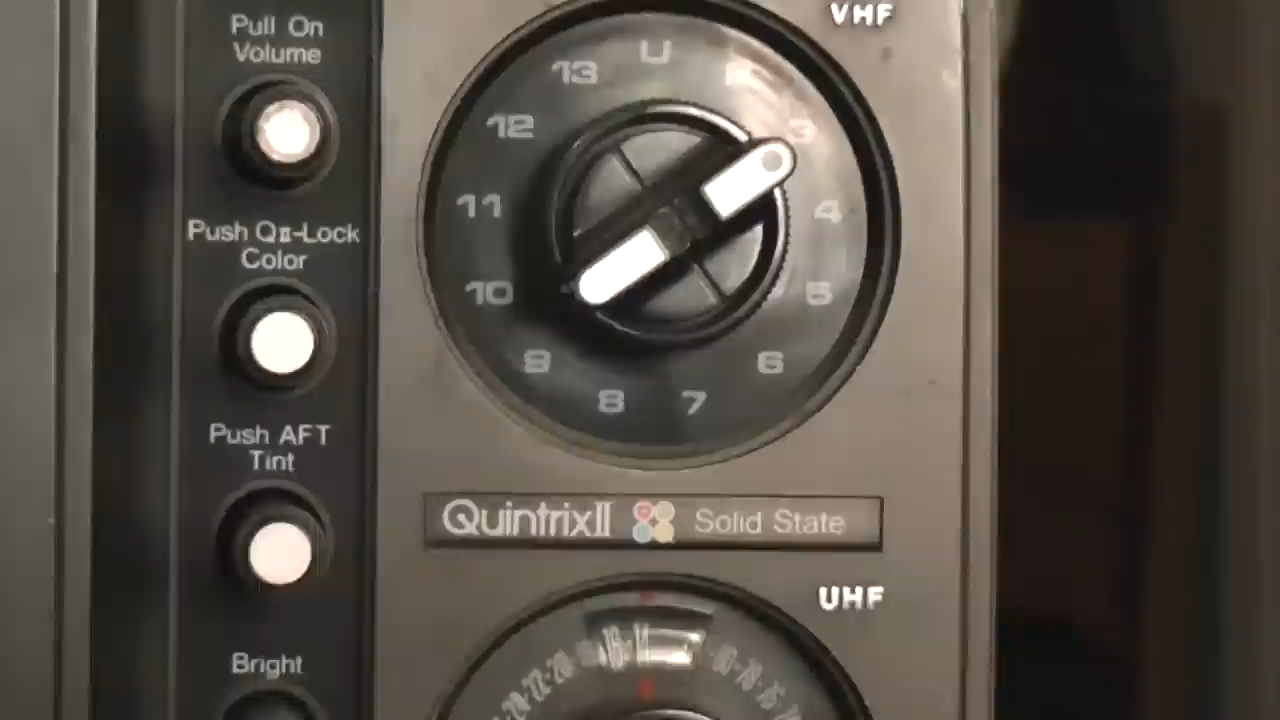 Pull On
Volume
Push QII-Lock
Color
Push AFT
Tint
Bright
VHF
U
13
3
12
11
4
10
5
9
6
8
7
QuintrixII Solid State
UHF